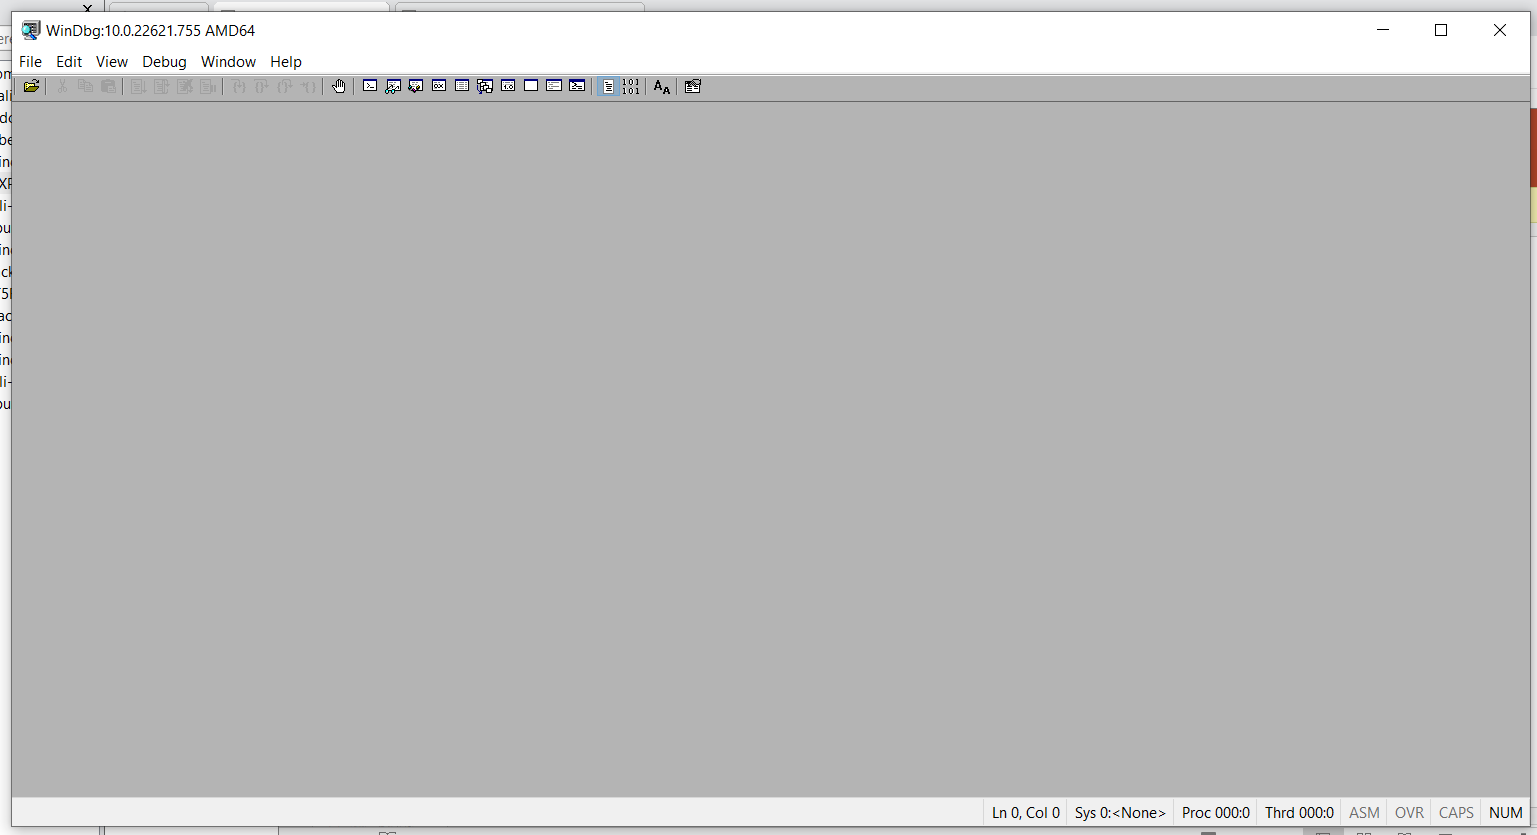 WinDbg:10.0.22621.755 AMD64
File Edit View Debug Window Help
Ln 0, Col 0 Sys 0:<None> Proc 000:0 Thrd 000:0 ASM OVR CAPS NUM